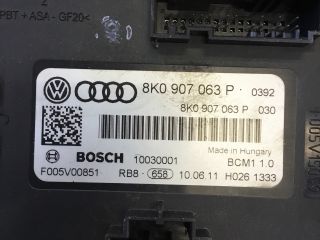 2
PBT + ASA - GF20<
8K0 907 063 P 0392
8K0 907 063 P 030
Made in Hungary
BOSCH 10030001 BCM1 1.0
F005V00851 RB8 - 658 10.06.11 H026 1333